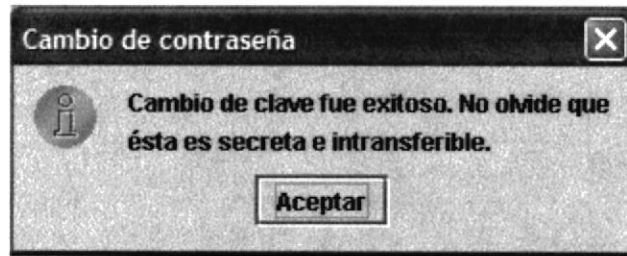 Cambio de contraseña
Cambio de clave fue exitoso. No olvide que
ésta es secreta e intransferible.
Aceptar